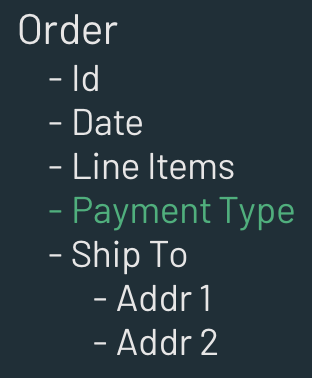 Order
- Id
- Date
- Line Items
- Payment Type
- Ship To
- Addr 1
- Addr 2